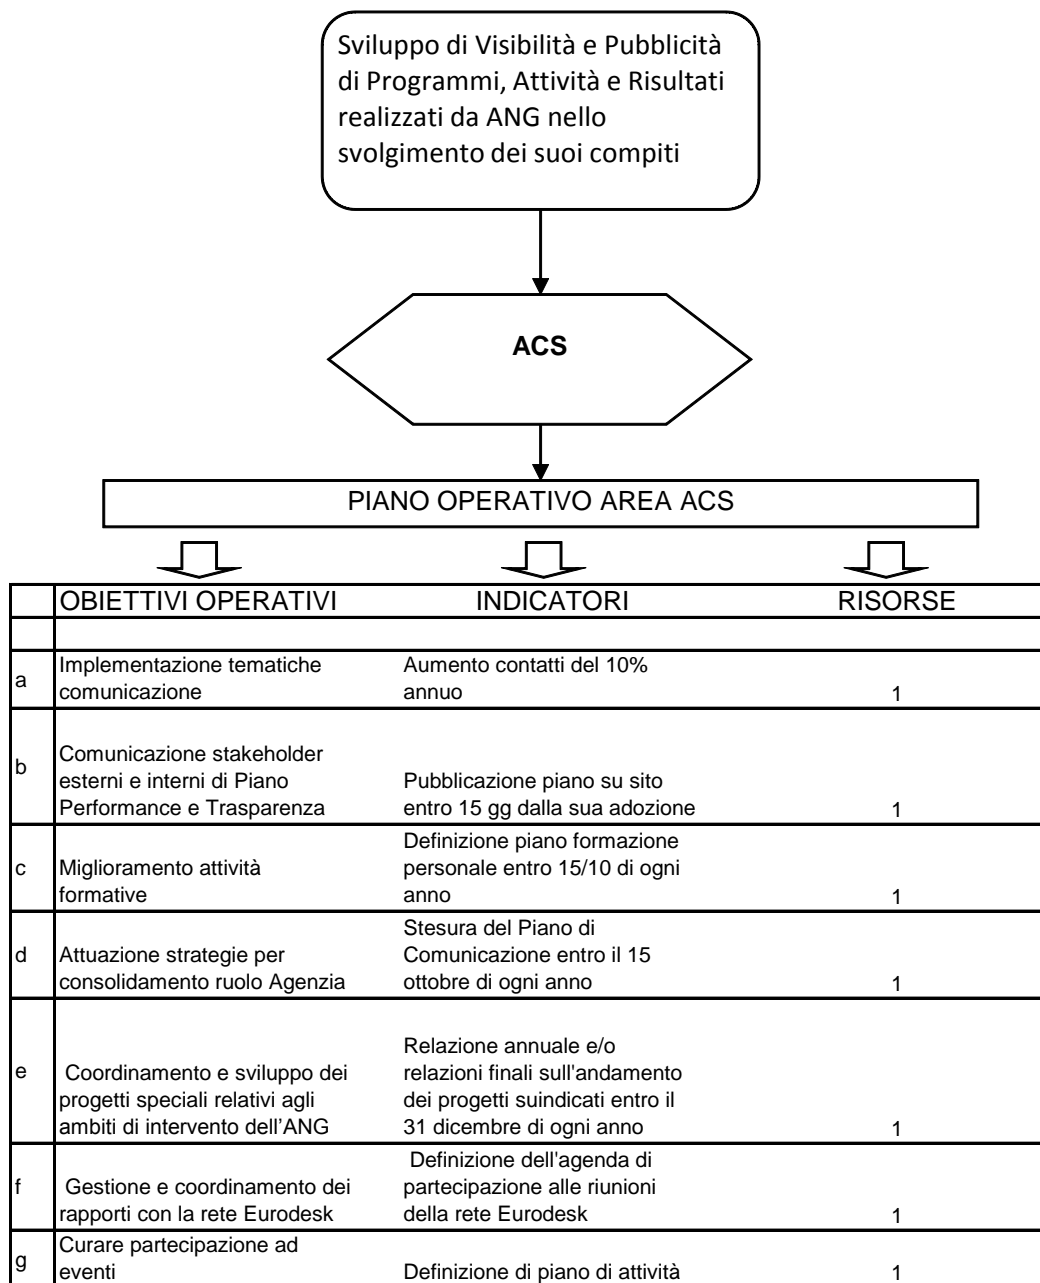 Sviluppo di Visibilità e Pubblicità
di Programmi, Attività e Risultati
realizzati da ANG nello
svolgimento dei suoi compiti
ACS
PIANO OPERATIVO AREA ACS
OBIETTIVI OPERATIVI INDICATORI RISORSE
a
Implementazione tematiche
comunicazione
Aumento contatti del 10%
annuo
1
b
Comunicazione stakeholder
esterni e interni di Piano
Performance e Trasparenza
Pubblicazione piano su sito
entro 15 gg dalla sua adozione
1
c
Miglioramento attività
formative
Definizione piano formazione
personale entro 15/10 di ogni
anno
1
d
Attuazione strategie per
consolidamento ruolo Agenzia
Stesura del Piano di
Comunicazione entro il 15
ottobre di ogni anno
1
e
Coordinamento e sviluppo dei
progetti speciali relativi agli
ambiti di intervento dell’ANG
Relazione annuale e/o
relazioni finali sull'andamento
dei progetti suindicati entro il
31 dicembre di ogni anno
1
f
Gestione e coordinamento dei
rapporti con la rete Eurodesk
Definizione dell'agenda di
partecipazione alle riunioni
della rete Eurodesk
1
g
Curare partecipazione ad
eventi
Definizione di piano di attività
1